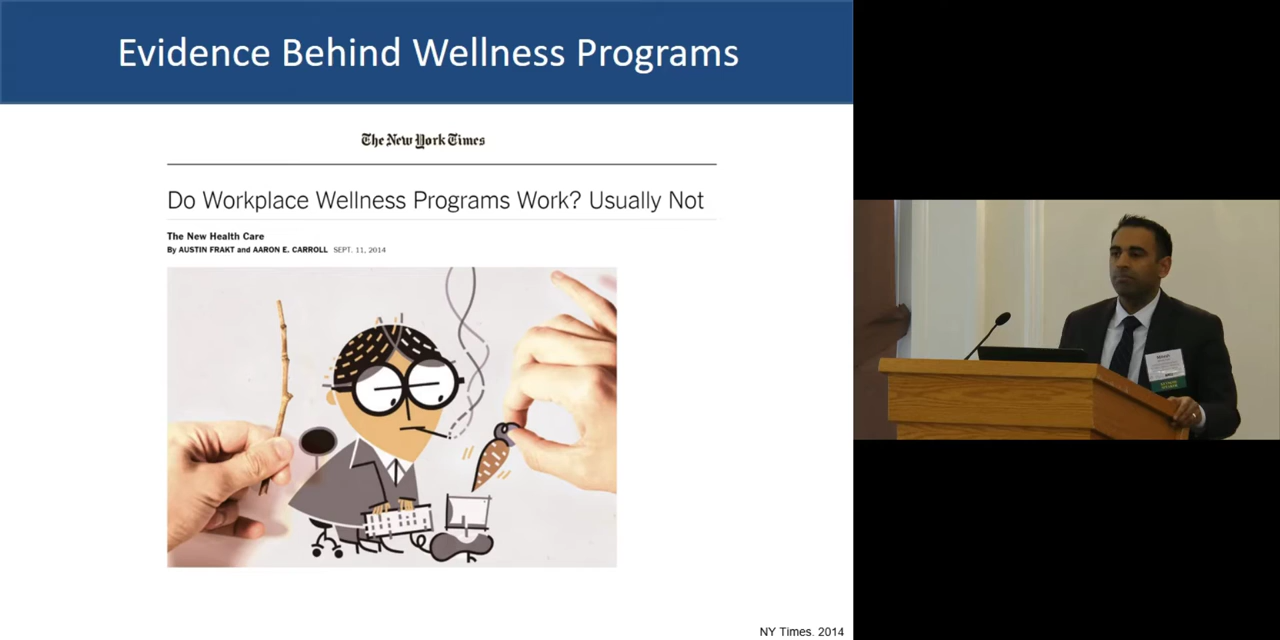 Evidence Behind Wellness Programs
The New York Times
Do Workplace Wellness Programs Work? Usually Not
The New Health Care
By AUSTIN FRAKT and AARON E. CARROLL SEPT. 11, 2014
NY Times. 2014